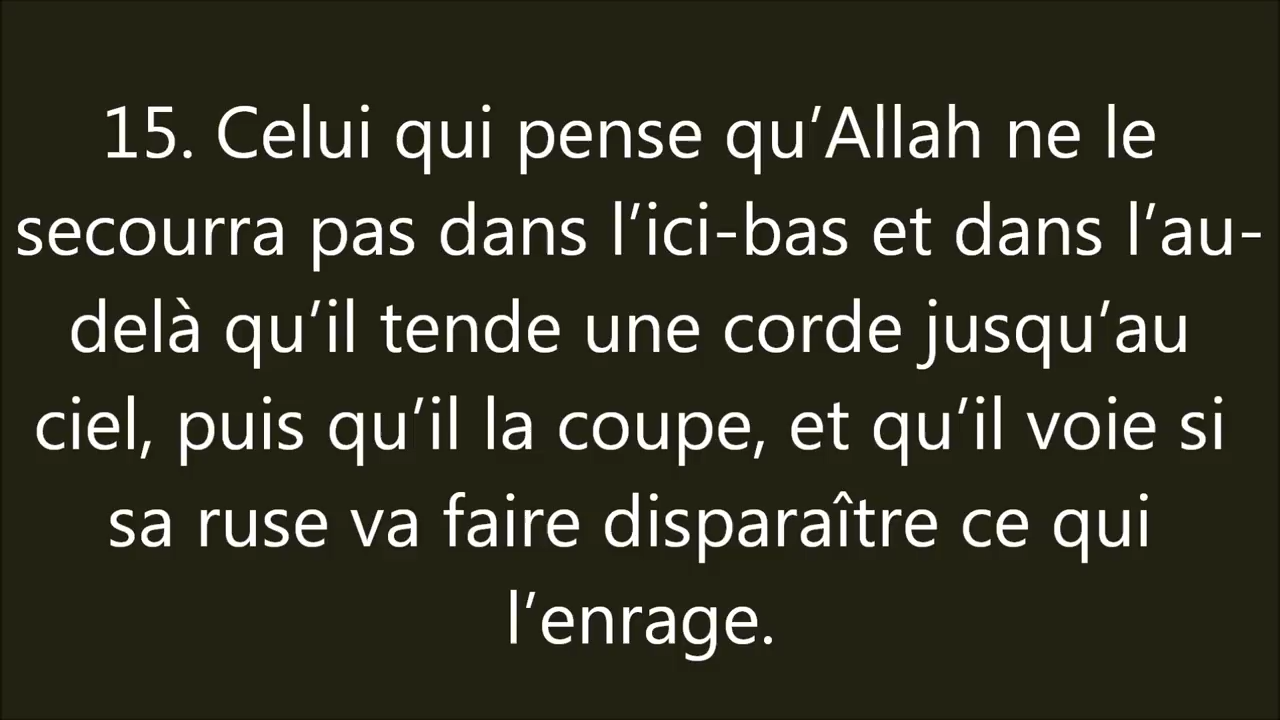 15. Celui qui pense qu’Allah ne le
secourra pas dans l’ici-bas et dans l’au-
delà qu’il tende une corde jusqu’au
ciel, puis qu’il la coupe, et qu’il voie si
sa ruse va faire disparaître ce qui
l’enrage.